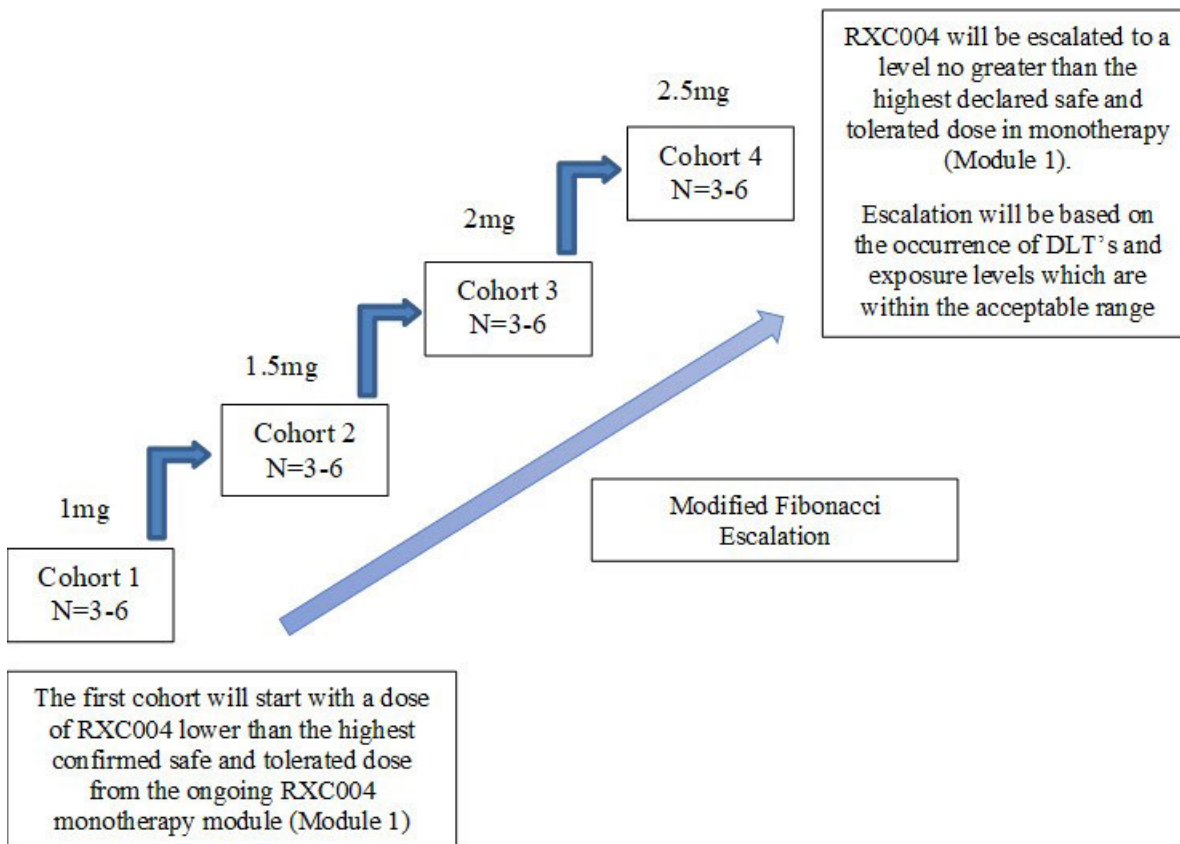 RXC004 will be escalated to a
level no greater than the
highest declared safe and
tolerated dose in monotherapy
(Module 1).
Escalation will be based on
the occurrence of DLT’s and
exposure levels which are
within the acceptable range
2.5mg
Cohort 4
N=3-6
2mg
Cohort 3
N=3-6
1.5mg
Cohort 2
N=3-6
1mg
Cohort 1
N=3-6
Modified Fibonacci
Escalation
The first cohort will start with a dose
of RXC004 lower than the highest
confirmed safe and tolerated dose
from the ongoing RXC004
monotherapy module (Module 1)